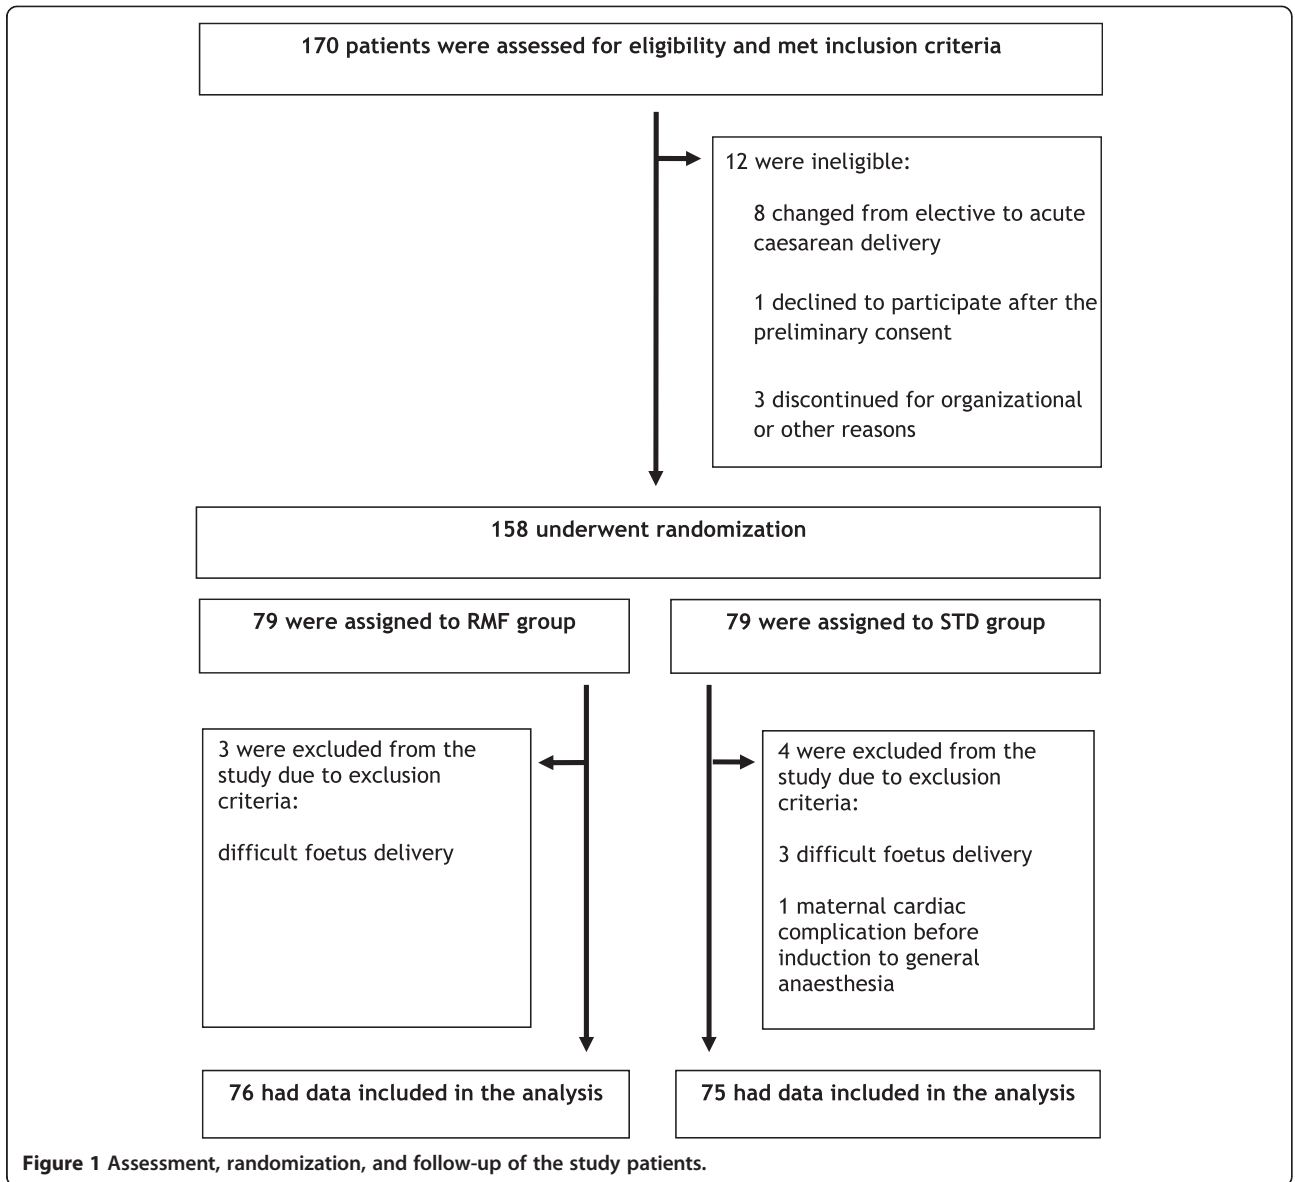 170 patients were assessed for eligibility and met inclusion criteria
12 were ineligible:
8 changed from elective to acute
caesarean delivery
1 declined to participate after the
preliminary consent
3 discontinued for organizational
or other reasons
158 underwent randomization
79 were assigned to RMF group
79 were assigned to STD group
3 were excluded from the
study due to exclusion
criteria:
difficult foetus delivery
4 were excluded from the
study due to exclusion
criteria:
3 difficult foetus delivery
1 maternal cardiac
complication before
induction to general
anaesthesia
76 had data included in the analysis
75 had data included in the analysis
Figure 1 Assessment, randomization, and follow-up of the study patients.